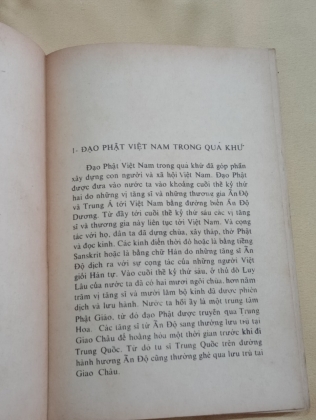 1- ĐẠO PHẬT VIỆT NAM TRONG QUÁ KHỨ
Đạo Phật Việt Nam trong quá khứ đã góp phần
xây dựng con người và xã hội Việt Nam. Đạo Phật
được đưa vào nước ta vào khoảng cuối thế kỷ thứ
hai do những vị tăng sĩ và những thương gia Ấn Độ
và Trung Á tới Việt Nam bằng đường biển Ấn Độ
Dương. Từ đấy tới cuối thế kỷ thứ sáu các vị tăng
sĩ và thương gia này liên tục tới Việt Nam. Và cộng
tác với họ, dân ta đã dựng chùa, xây tháp, thờ Phật
và đọc kinh. Các kinh điển thời đó hoặc là bằng tiếng
Sanskrit hoặc là bằng chữ Hán do những tăng sĩ Ấn
Độ dịch ra với sự cộng tác của những người Việt
giỏi Hán tự. Vào cuối thế kỷ thứ sáu, ở thủ đô Luy
Lâu của nước ta đã có hai mươi ngôi chùa, hơn năm
trăm vị tăng sĩ và mười lăm bộ kinh đã được phiên
dịch và lưu hành. Nước ta hồi ấy là một trung tâm
Phật Giáo, từ đó đạo Phật được truyền qua Trung
Hoa. Các tăng sĩ từ Ấn Độ sang thường lưu trú tại
Giao Châu để hoằng hóa một thời gian trước khi đi
Trung Quốc. Từ đó tu sĩ Trung Quốc trên đường
hành hương Ấn Độ cũng thường ghé qua lưu trú tại
Giao Châu.